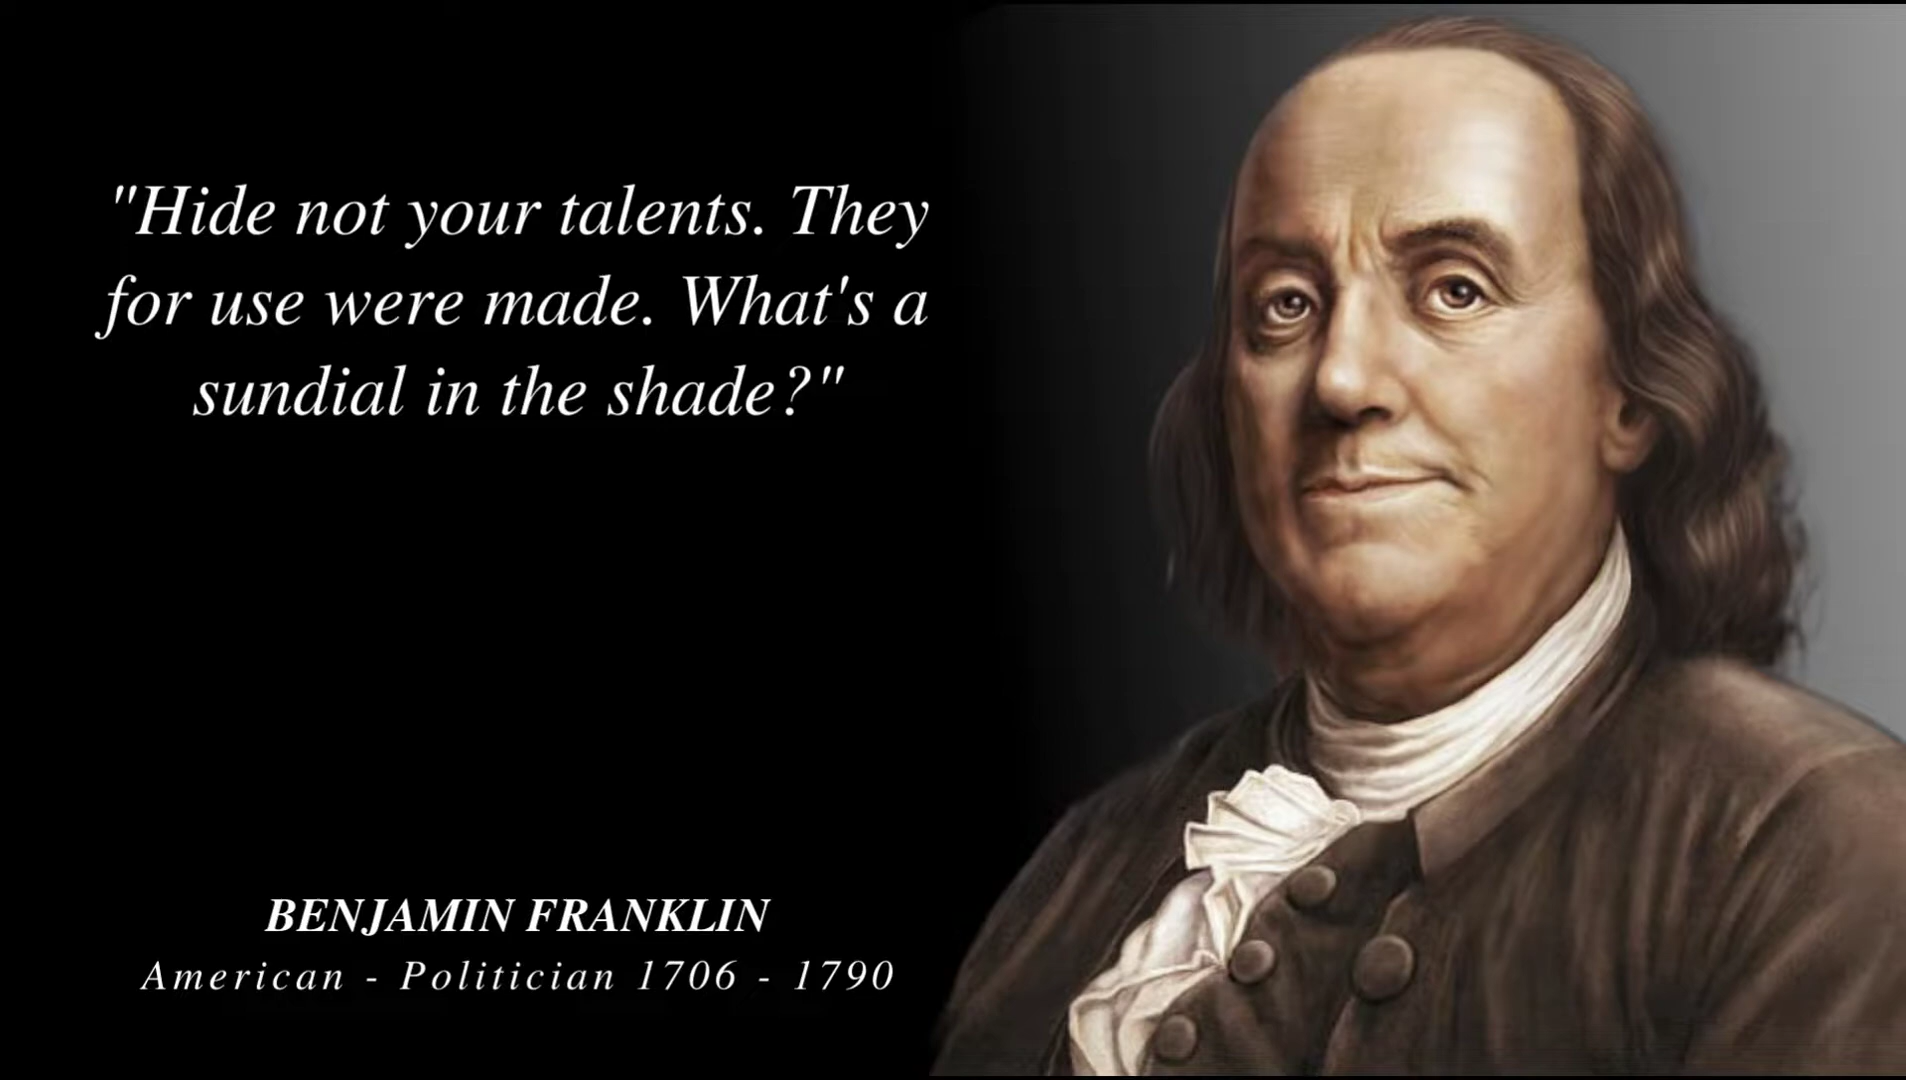 "Hide not your talents. They
for use were made. What's a
sundial in the shade?"
BENJAMIN FRANKLIN
American - Politician 1706 - 1790